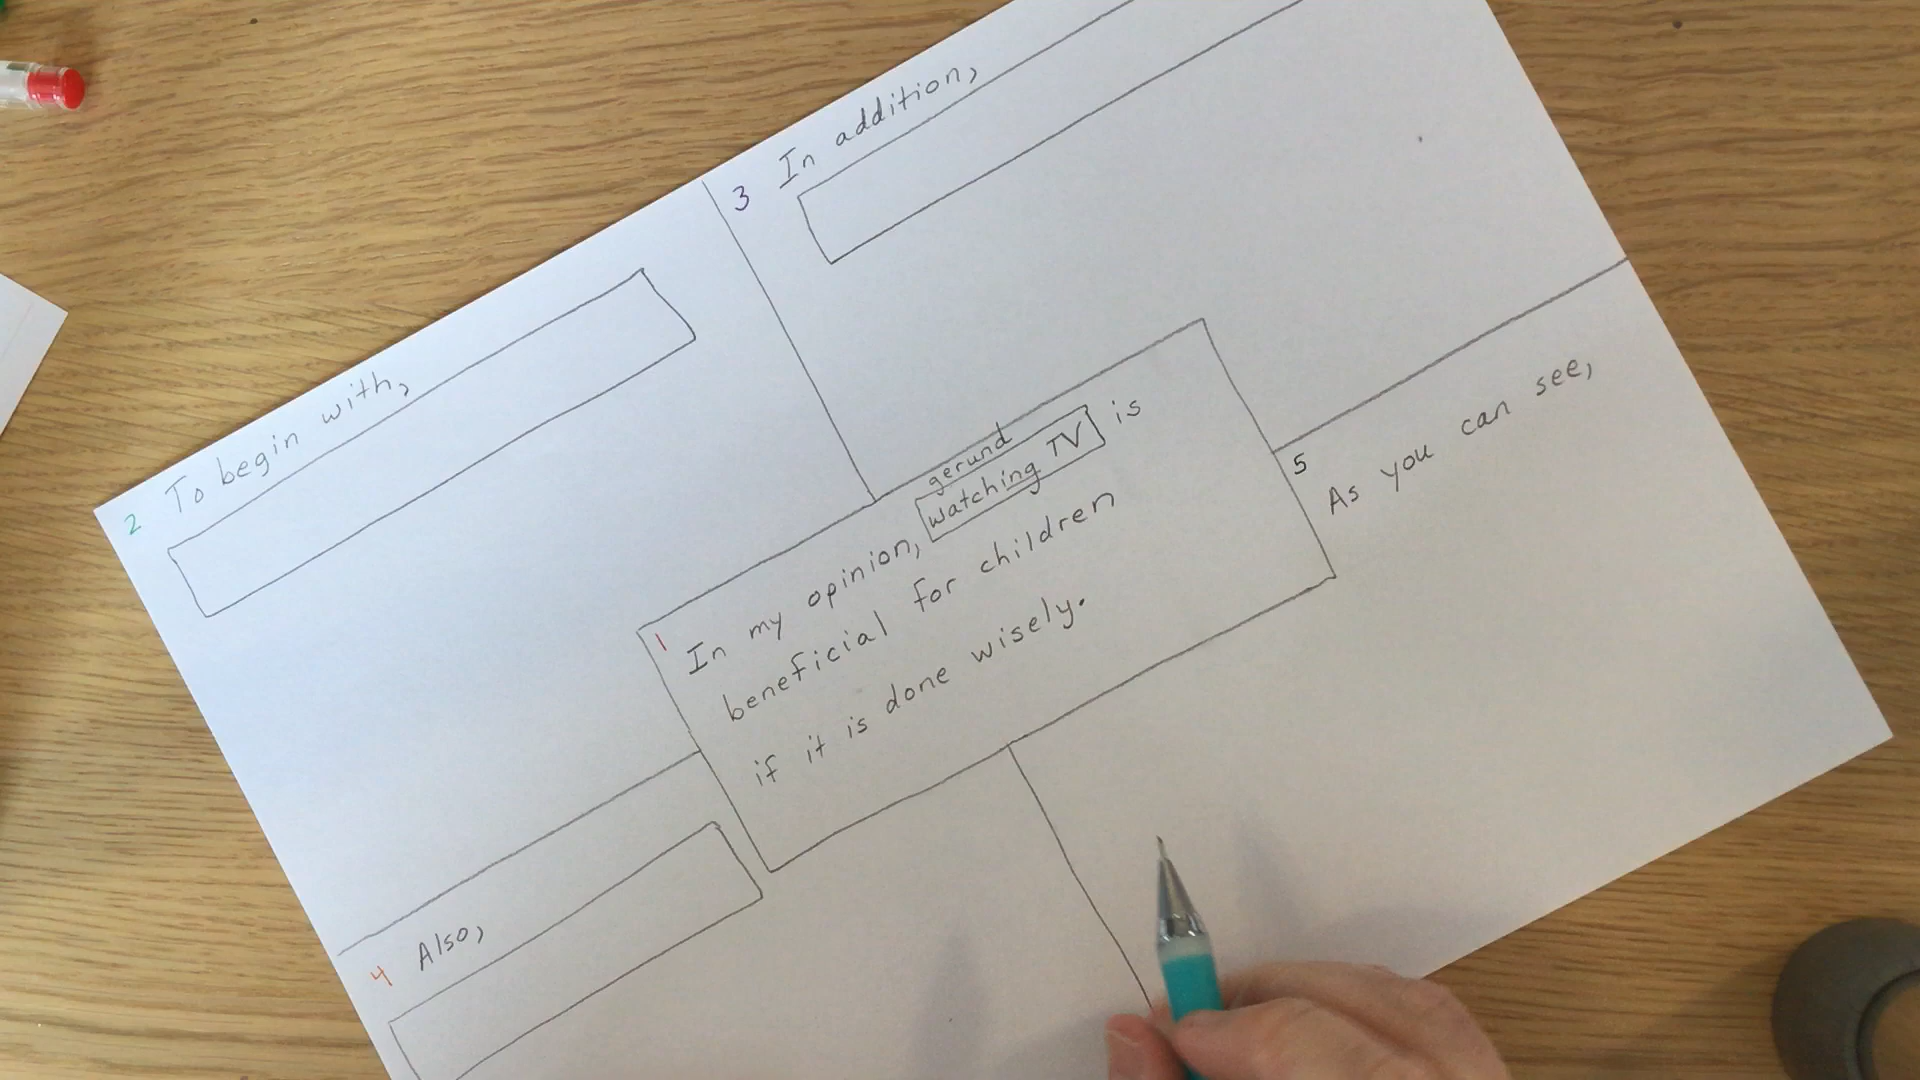 1
In my opinion, watching TV is
gerund
beneficial for children
if it is done wisely.
2 To begin with,
3 In addition,
4 Also,
5
As you can see,